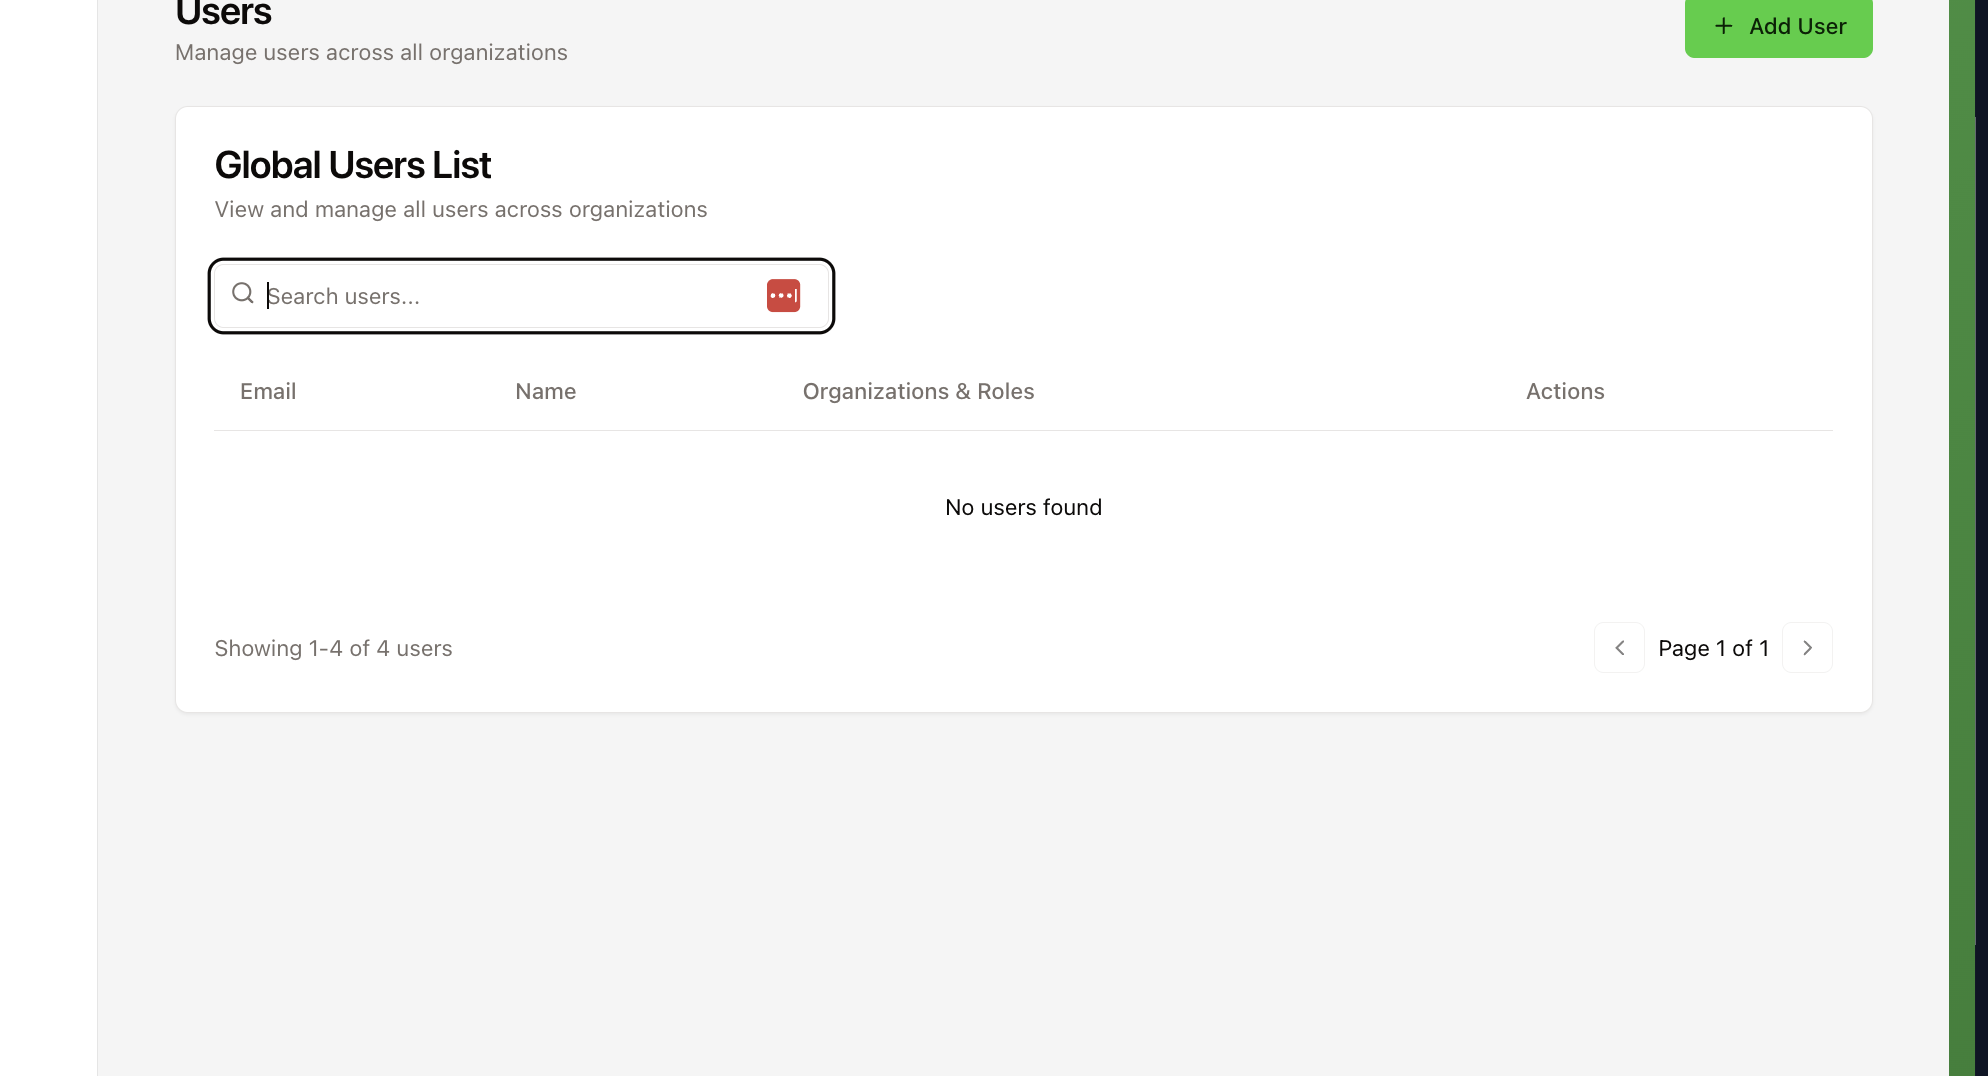 Users
Manage users across all organizations
+ Add User
Global Users List
View and manage all users across organizations
Search users...
Email Name Organizations & Roles Actions
No users found
Showing 1-4 of 4 users
Page 1 of 1